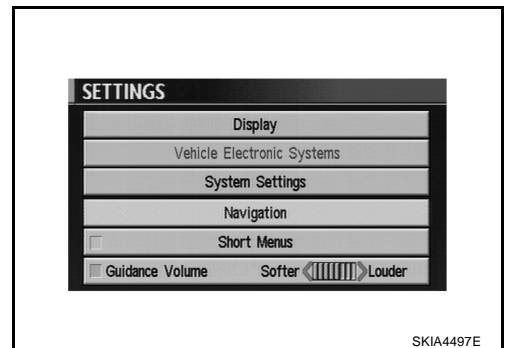 SETTINGS
Display
Vehicle Electronic Systems
System Settings
Navigation
Short Menus
Guidance Volume Softer Louder
SKIA4497E